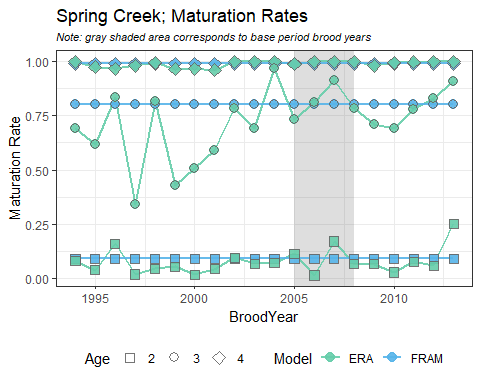 Spring Creek; Maturation Rates
Note: gray shaded area corresponds to base period brood years
1.00
0.75
0.50
0.25
0.00
Maturation Rate
1995 2000 2005 2010
BroodYear
Age 2 3 4 Model ERA FRAM